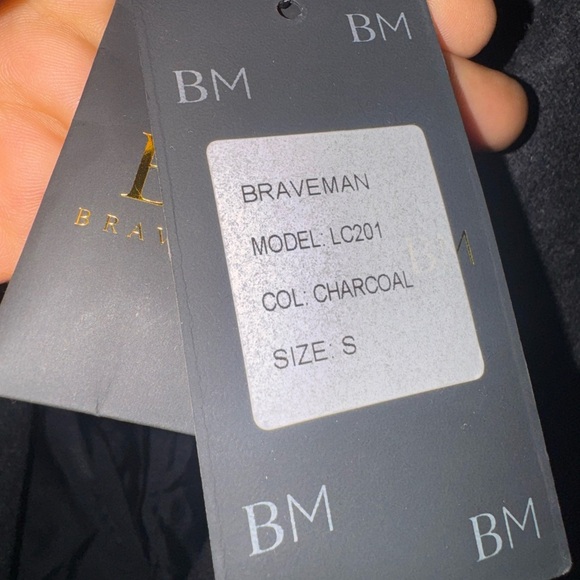 BM
BM
BRAVEMAN
MODEL: LC201
COL: CHARCOAL
SIZE: S
BM
BM